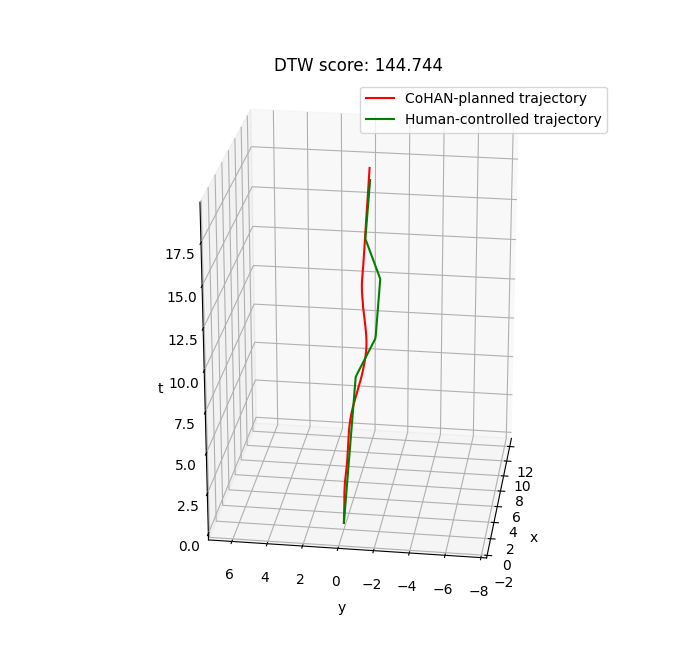 DTW score: 144.744
CoHAN-planned trajectory
Human-controlled trajectory
17.5
15.0
12.5
t 10.0
7.5
5.0
2.5
0.0
12
10
8
6
4
x
2
0
−2
6 4 2 0 −2 −4 −6 −8
y